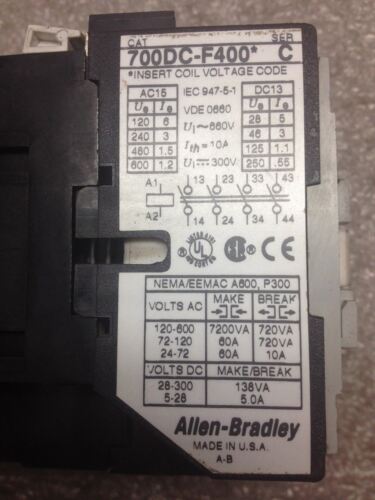 CAT SER
700DC-F400* C
*INSERT COIL VOLTAGE CODE
AC15 IEC 947-5-1 DC13
Ue Ie VDE 0660 Ue Ie
120 6 Ui~660V 28 5
240 3 46 3
480 1.5 Ith=10A 125 1.1
600 1.2 Ui⎓300V 250 .55
A1 13 23 33 43
A2 14 24 34 44
UL CE
NEMA/EEMAC A600, P300
VOLTS AC MAKE BREAK
120-600 7200VA 720VA
72-120 60A 720VA
24-72 60A 10A
VOLTS DC MAKE/BREAK
28-300 138VA
5-28 5.0A
Allen-Bradley
MADE IN U.S.A.
A-B